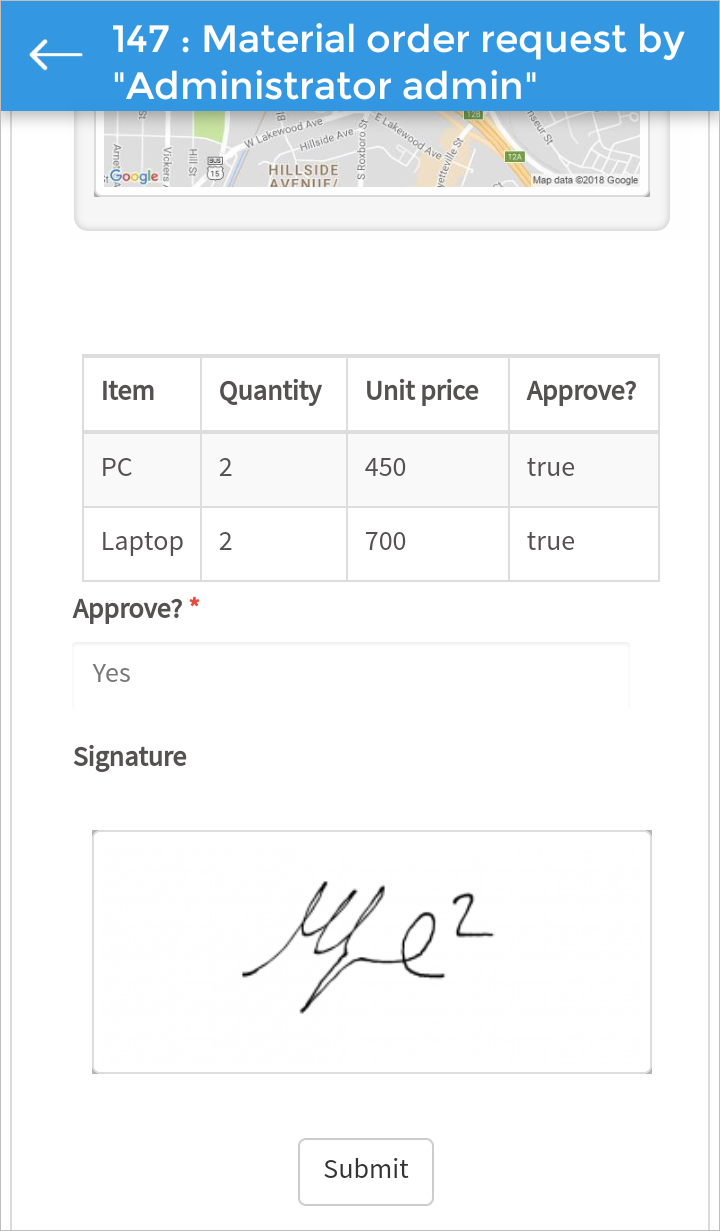 147 : Material order request by
"Administrator admin"
W Lakewood Ave
Hillside Ave
E Lakewood Ave
S Roxboro St
Vickers
Hill St
BUS
15
12B
12A
HILLSIDE
AVENUE/
Google
Map data ©2018 Google
Item Quantity Unit price Approve?
PC 2 450 true
Laptop 2 700 true
Approve? *
Yes
Signature
Submit